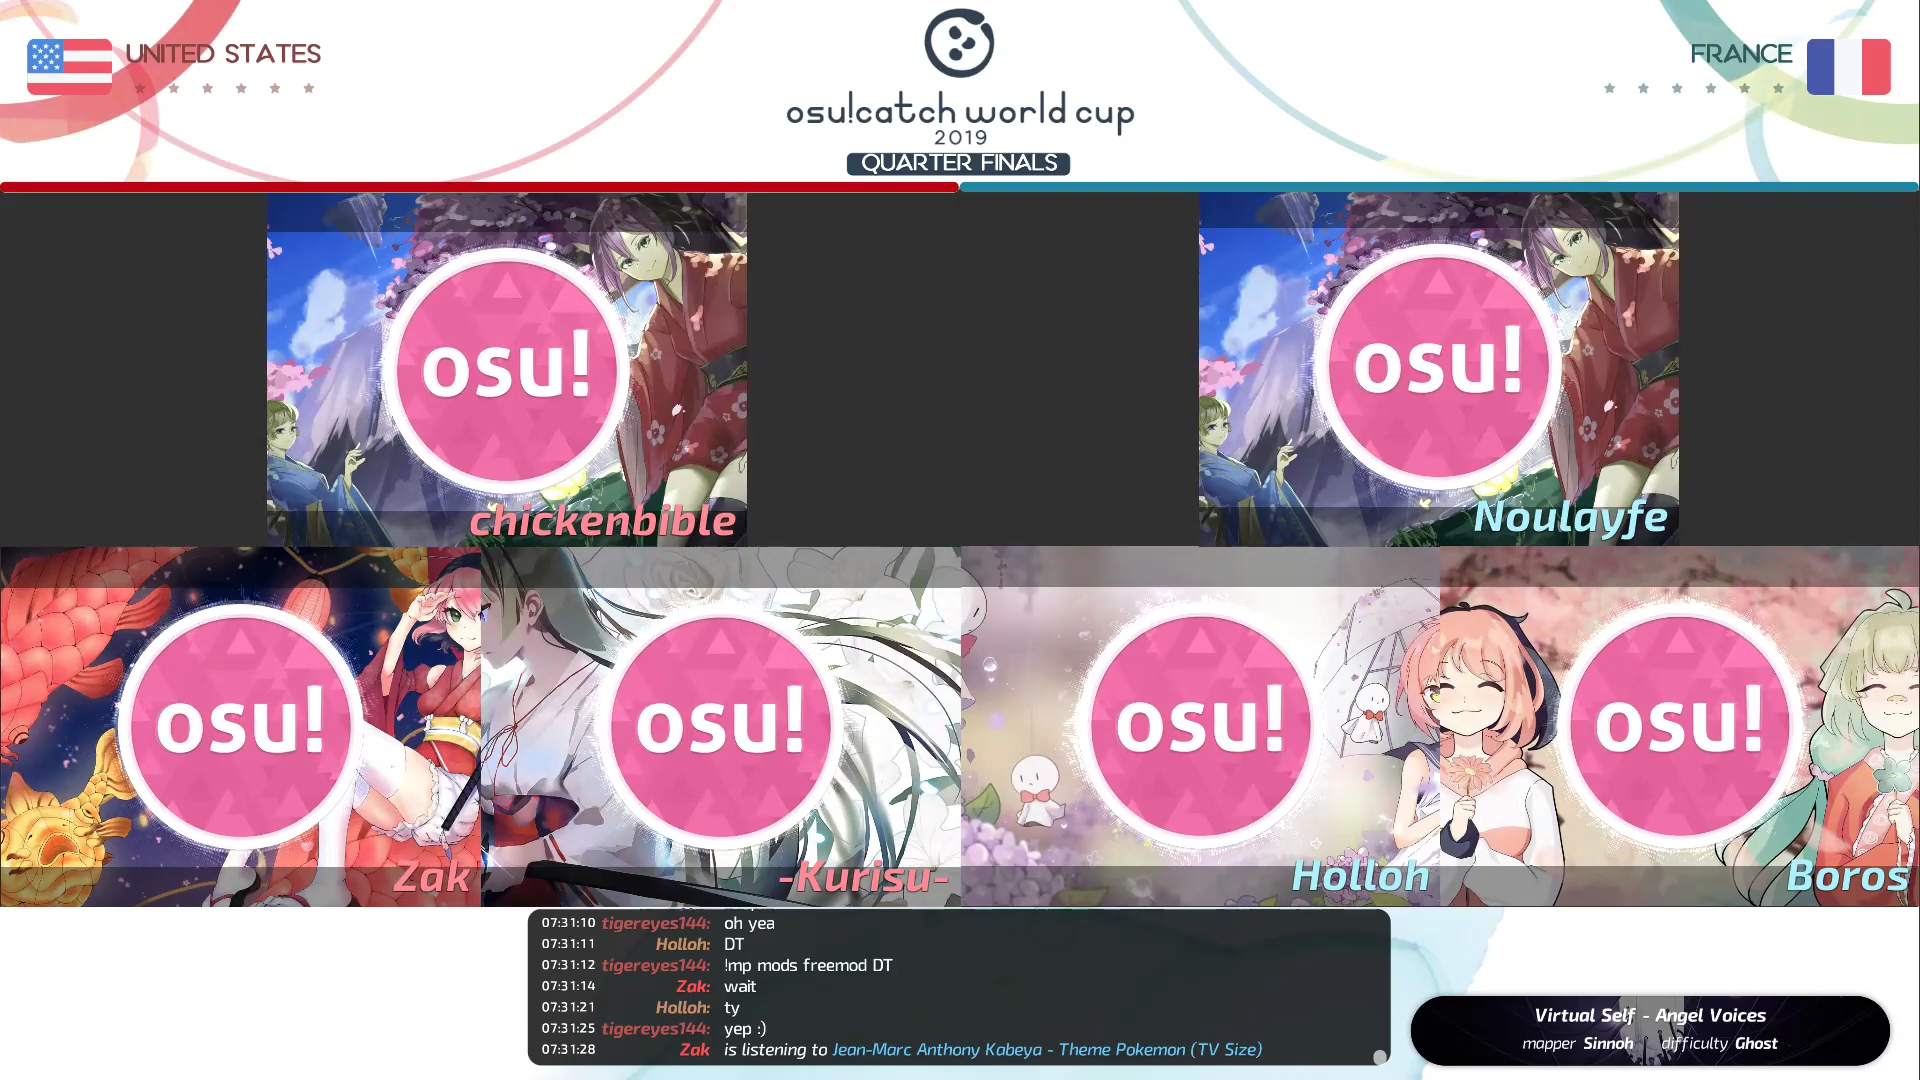 UNITED STATES
FRANCE
osu!catch world cup
2019
QUARTER FINALS
osu!
chickenbible
osu!
Noulayfe
osu!
Zak
osu!
-Kurisu-
osu!
Holloh
osu!
Boros
07:31:10 tigereyes144: oh yea
07:31:11 Holloh: DT
07:31:12 tigereyes144: !mp mods freemod DT
07:31:14 Zak: wait
07:31:21 Holloh: ty
07:31:25 tigereyes144: yep :)
07:31:28 Zak is listening to Jean-Marc Anthony Kabeya - Theme Pokemon (TV Size)
Virtual Self - Angel Voices
mapper Sinnoh difficulty Ghost